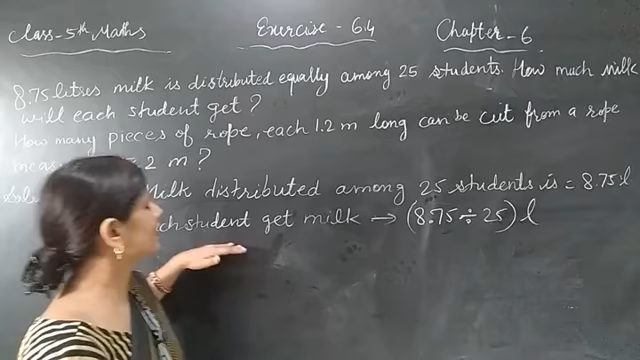 Class-5th Maths Exercise-6.4 Chapter-6
8.75 litres milk is distributed equally among 25 students. How much milk
will each student get?
How many pieces of rope, each 1.2 m long can be cut from a rope
2 m?
Milk distributed among 25 students is = 8.75 l
student get milk → (8.75 ÷ 25) l